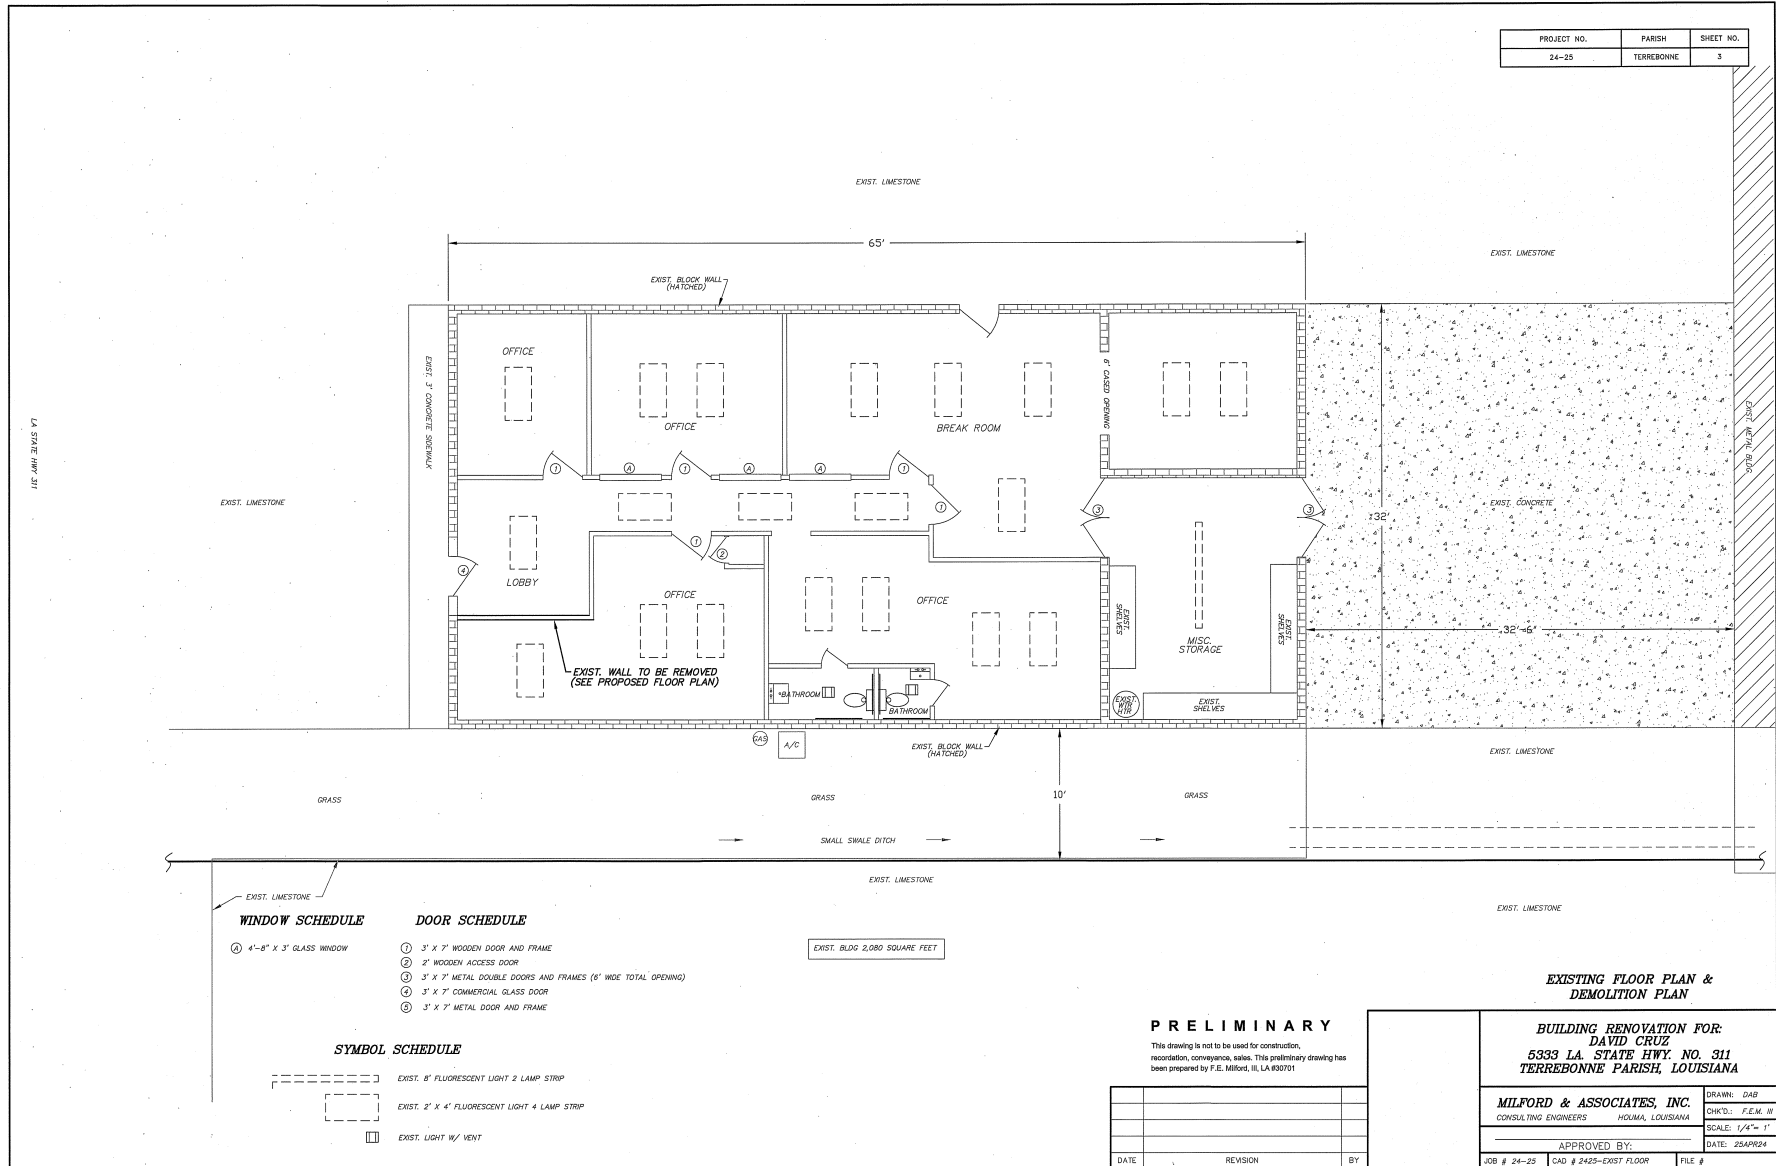 PROJECT NO. PARISH SHEET NO.
24-25 TERREBONNE 3
EXIST. LIMESTONE
65'
EXIST. LIMESTONE
EXIST. BLOCK WALL
(HATCHED)
OFFICE
EXIST. 3' CONCRETE SIDEWALK
6' CASED OPENING
OFFICE
BREAK ROOM
LA STATE HWY 311
EXIST. METAL BLDG.
1
A
1
A
A
1
EXIST. LIMESTONE
1
3
3
EXIST. CONCRETE
32'
1
2
4
LOBBY
OFFICE
OFFICE
EXIST.
SHELVES
EXIST.
SHELVES
32'-6"
MISC.
STORAGE
EXIST. WALL TO BE REMOVED
(SEE PROPOSED FLOOR PLAN)
BATHROOM
BATHROOM
EXIST.
WTR
HTR
EXIST.
SHELVES
GAS
A/C
EXIST. BLOCK WALL
(HATCHED)
EXIST. LIMESTONE
10'
GRASS
GRASS
GRASS
SMALL SWALE DITCH
EXIST. LIMESTONE
EXIST. LIMESTONE
EXIST. LIMESTONE
WINDOW SCHEDULE
A 4'-8" X 3' GLASS WINDOW
DOOR SCHEDULE
1 3' X 7' WOODEN DOOR AND FRAME
2 2' WOODEN ACCESS DOOR
3 3' X 7' METAL DOUBLE DOORS AND FRAMES (6' WIDE TOTAL OPENING)
4 3' X 7' COMMERCIAL GLASS DOOR
5 3' X 7' METAL DOOR AND FRAME
EXIST. BLDG 2,080 SQUARE FEET
SYMBOL SCHEDULE
EXIST. 8' FLUORESCENT LIGHT 2 LAMP STRIP
EXIST. 2' X 4' FLUORESCENT LIGHT 4 LAMP STRIP
EXIST. LIGHT W/ VENT
EXISTING FLOOR PLAN &
DEMOLITION PLAN
PRELIMINARY
This drawing is not to be used for construction,
recordation, conveyance, sales. This preliminary drawing has
been prepared by F.E. Milford, III, LA #30701
DATE REVISION BY
BUILDING RENOVATION FOR:
DAVID CRUZ
5333 LA. STATE HWY. NO. 311
TERREBONNE PARISH, LOUISIANA
MILFORD & ASSOCIATES, INC.
CONSULTING ENGINEERS HOUMA, LOUISIANA
APPROVED BY:
DRAWN: DAB
CHK'D.: F.E.M. III
SCALE: 1/4"= 1'
DATE: 25APR24
JOB # 24-25 CAD # 2425-EXIST FLOOR FILE #